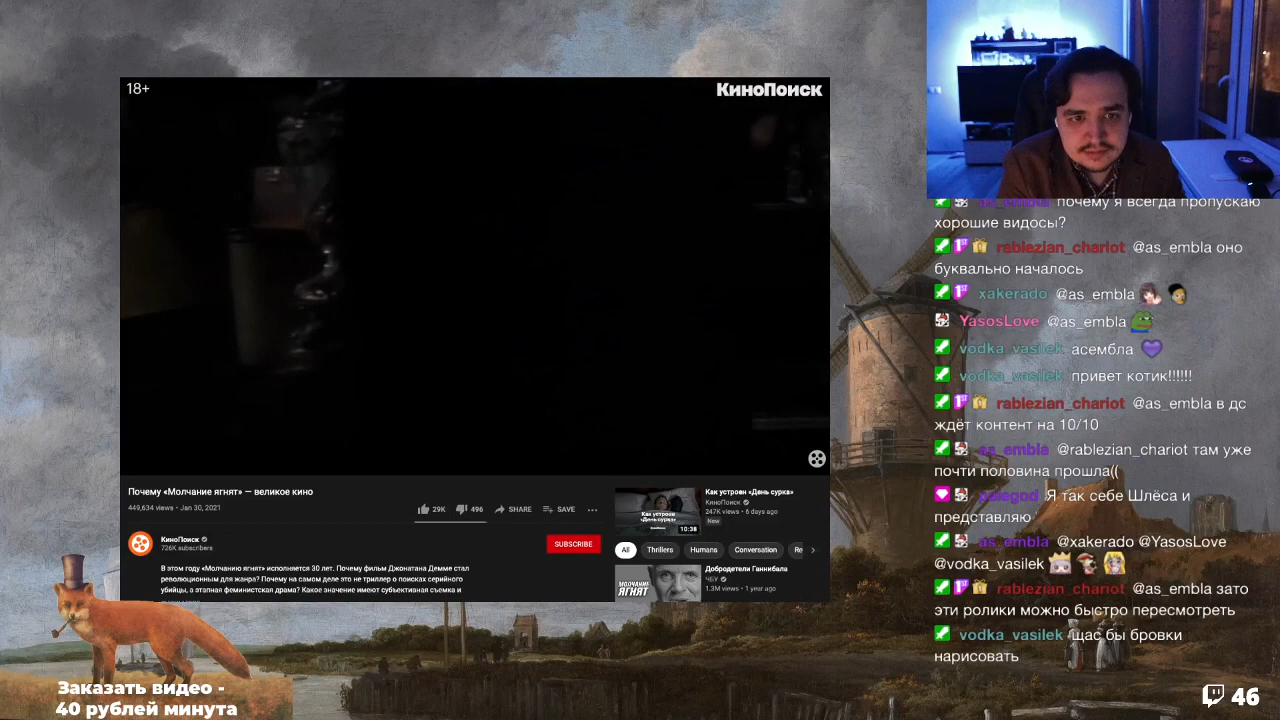 18+
КиноПоиск
Почему «Молчание ягнят» — великое кино
449,634 views • Jan 30, 2021
29K
496
SHARE
SAVE
КиноПоиск
726K subscribers
SUBSCRIBE
В этом году «Молчанию ягнят» исполняется 30 лет. Почему фильм Джонатана Демме стал
революционным для жанра? Почему на самом деле это не триллер о поисках серийного
убийцы, а этапная феминистская драма? Какое значение имеют субъективная съемка и
Как устроен «День сурка»
10:38
Как устроен «День сурка»
КиноПоиск
247K views • 6 days ago
New
All
Thrillers
Humans
Conversation
Re
МОЛЧАНИЕ
ЯГНЯТ
Добродетели Ганнибала
ЧБУ
1.3M views • 1 year ago
as_embla почему я всегда пропускаю
хорошие видосы?
rablezian_chariot @as_embla оно
буквально началось
xakerado @as_embla
YasosLove @as_embla
vodka_vasilek асембла
vodka_vasilek привет котик!!!!!!
rablezian_chariot @as_embla в дс
ждёт контент на 10/10
as_embla @rablezian_chariot там уже
почти половина прошла((
Я так себе Шлёса и
представляю
as_embla @xakerado @YasosLove
@vodka_vasilek
rablezian_chariot @as_embla зато
эти ролики можно быстро пересмотреть
vodka_vasilek щас бы бровки
нарисовать
Заказать видео -
40 рублей минута
46